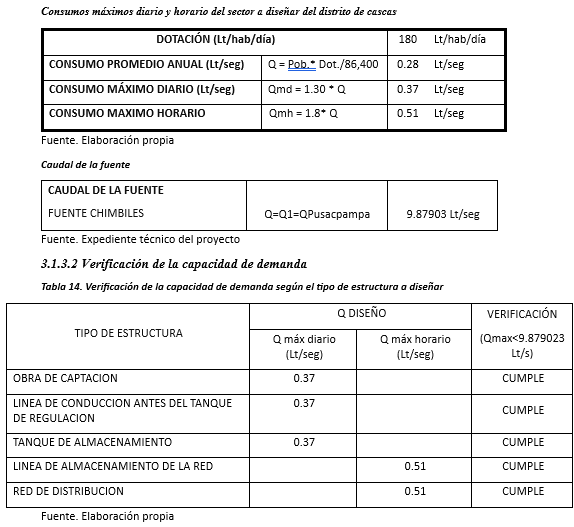 Consumos máximos diario y horario del sector a diseñar del distrito de cascas
DOTACIÓN (Lt/hab/día) 180 Lt/hab/día
CONSUMO PROMEDIO ANUAL (Lt/seg) Q = Pob.* Dot./86,400 0.28 Lt/seg
CONSUMO MÁXIMO DIARIO (Lt/seg) Qmd = 1.30 * Q 0.37 Lt/seg
CONSUMO MAXIMO HORARIO Qmh = 1.8* Q 0.51 Lt/seg
Fuente. Elaboración propia
Caudal de la fuente
CAUDAL DE LA FUENTE
FUENTE CHIMBILES Q=Q1=QPusacpampa 9.87903 Lt/seg
Fuente. Expediente técnico del proyecto
3.1.3.2 Verificación de la capacidad de demanda
Tabla 14. Verificación de la capacidad de demanda según el tipo de estructura a diseñar
TIPO DE ESTRUCTURA
Q DISEÑO
Q máx diario
(Lt/seg)
Q máx horario
(Lt/seg)
VERIFICACIÓN
(Qmax<9.879023
Lt/s)
OBRA DE CAPTACION 0.37 CUMPLE
LINEA DE CONDUCCION ANTES DEL TANQUE
DE REGULACION 0.37 CUMPLE
TANQUE DE ALMACENAMIENTO 0.37 CUMPLE
LINEA DE ALMACENAMIENTO DE LA RED 0.51 CUMPLE
RED DE DISTRIBUCION 0.51 CUMPLE
Fuente. Elaboración propia